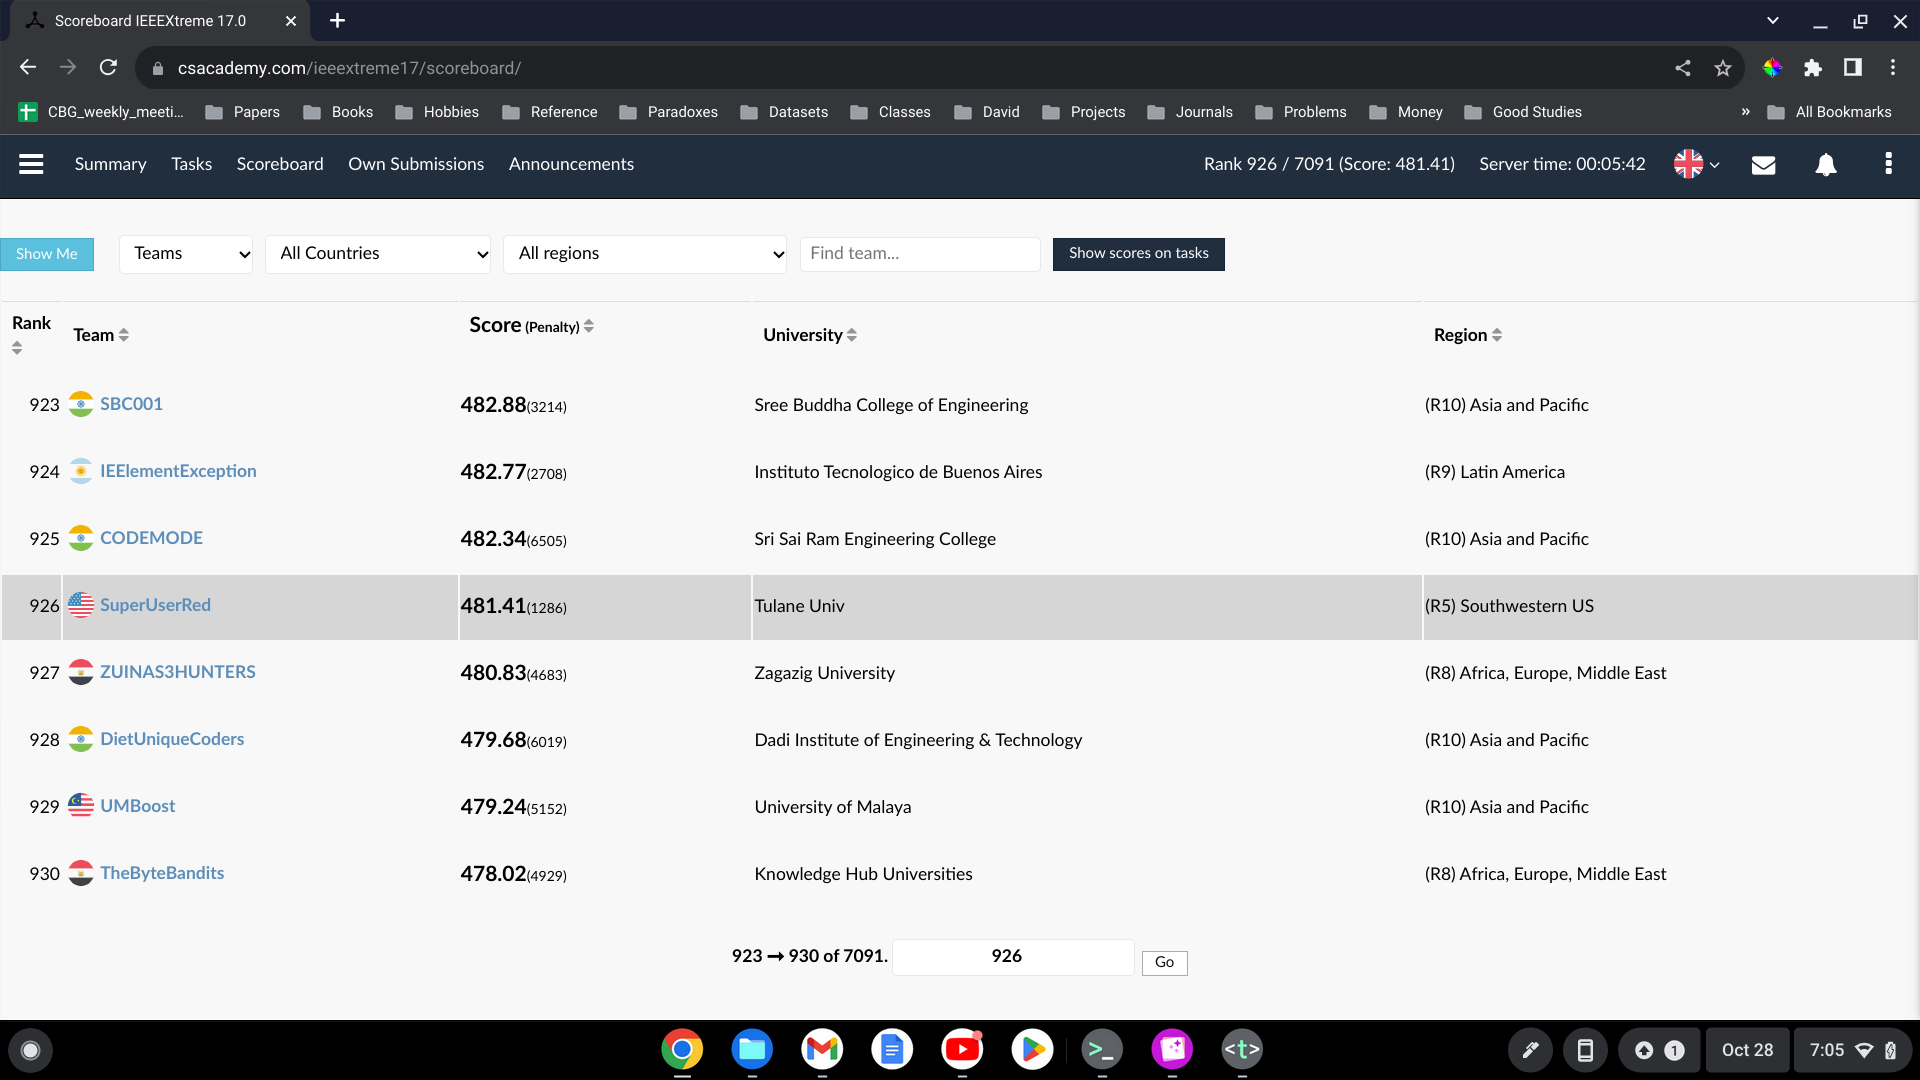 Scoreboard IEEEXtreme 17.0
csacademy.com/ieeextreme17/scoreboard/
CBG_weekly_meeti... Papers Books Hobbies Reference Paradoxes Datasets Classes David Projects Journals Problems Money Good Studies » All Bookmarks
Summary Tasks Scoreboard Own Submissions Announcements Rank 926 / 7091 (Score: 481.41) Server time: 00:05:42
Show Me Teams All Countries All regions Find team... Show scores on tasks
Rank Team Score (Penalty) University Region
923 SBC001 482.88(3214) Sree Buddha College of Engineering (R10) Asia and Pacific
924 IEElementException 482.77(2708) Instituto Tecnologico de Buenos Aires (R9) Latin America
925 CODEMODE 482.34(6505) Sri Sai Ram Engineering College (R10) Asia and Pacific
926 SuperUserRed 481.41(1286) Tulane Univ (R5) Southwestern US
927 ZUINAS3HUNTERS 480.83(4683) Zagazig University (R8) Africa, Europe, Middle East
928 DietUniqueCoders 479.68(6019) Dadi Institute of Engineering & Technology (R10) Asia and Pacific
929 UMBoost 479.24(5152) University of Malaya (R10) Asia and Pacific
930 TheByteBandits 478.02(4929) Knowledge Hub Universities (R8) Africa, Europe, Middle East
923 → 930 of 7091. 926 Go
>_ <t> 1 Oct 28 7:05